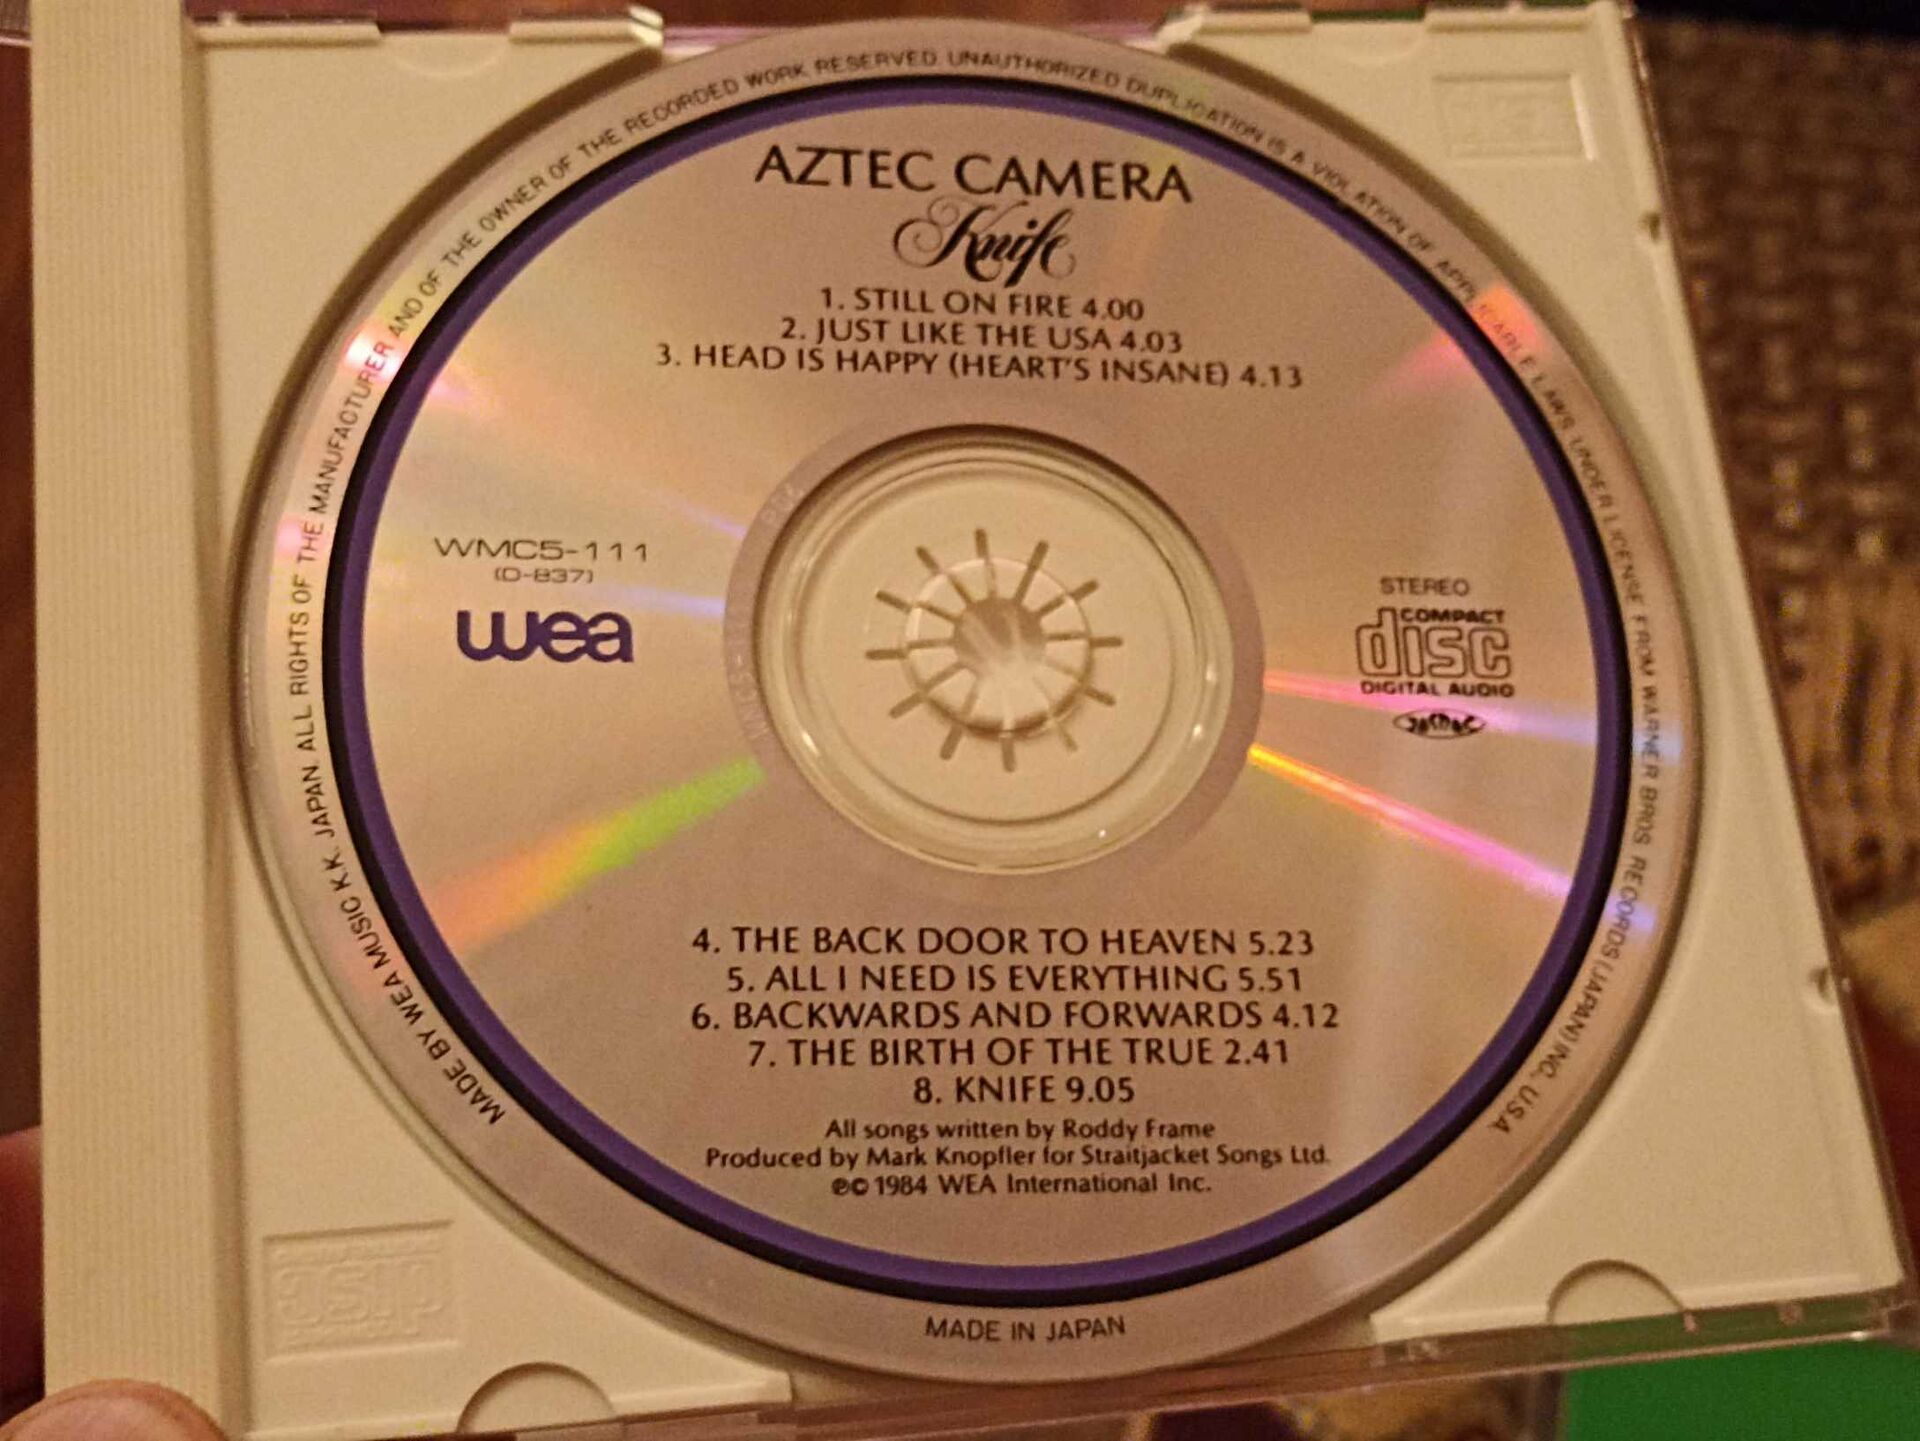 AZTEC CAMERA
Knife
1. STILL ON FIRE 4.00
2. JUST LIKE THE USA 4.03
3. HEAD IS HAPPY (HEART'S INSANE) 4.13
WMC5-111
(D-837)
wea
STEREO
COMPACT
disc
DIGITAL AUDIO
4. THE BACK DOOR TO HEAVEN 5.23
5. ALL I NEED IS EVERYTHING 5.51
6. BACKWARDS AND FORWARDS 4.12
7. THE BIRTH OF THE TRUE 2.41
8. KNIFE 9.05
All songs written by Roddy Frame
Produced by Mark Knopfler for Straitjacket Songs Ltd.
℗© 1984 WEA International Inc.
MADE BY WEA MUSIC K.K. JAPAN. ALL RIGHTS OF THE MANUFACTURER AND OF THE OWNER OF THE RECORDED WORK RESERVED. UNAUTHORIZED DUPLICATION IS A VIOLATION OF APPLICABLE LAWS. UNDER LICENSE FROM WARNER BROS. RECORDS (JAPAN) INC., U.S.A.
MADE IN JAPAN